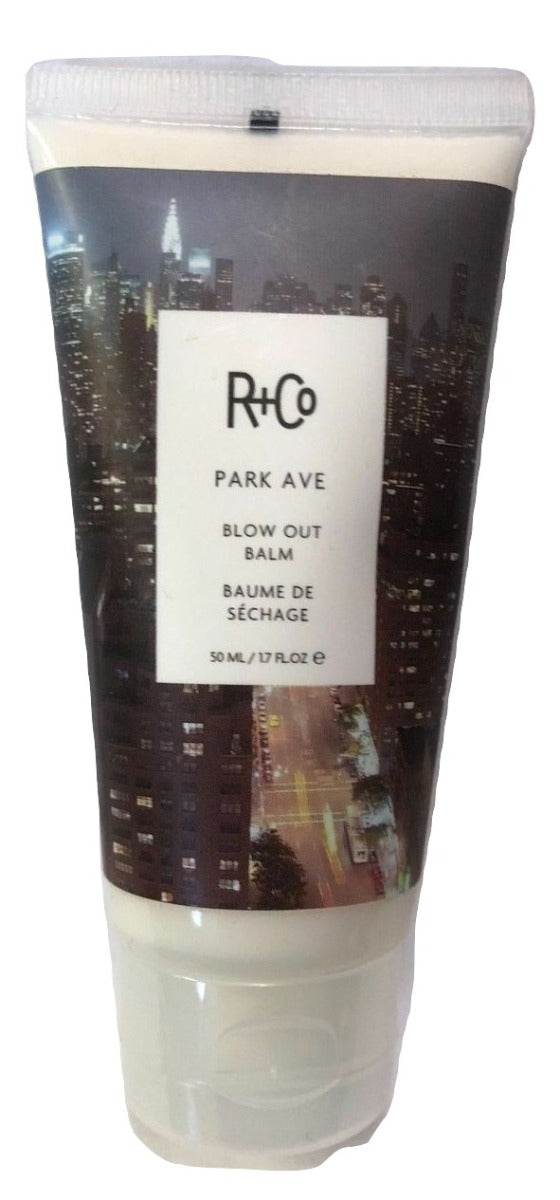 R+Co
PARK AVE
BLOW OUT
BALM
BAUME DE
SÉCHAGE
50 ML / 1.7 FL.OZ ℮